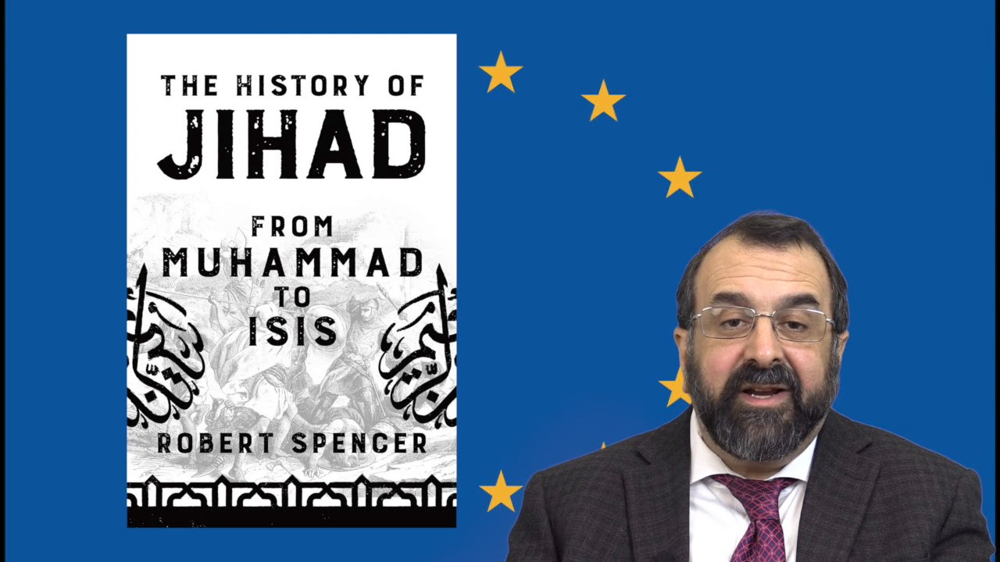 THE HISTORY OF
JIHAD
FROM
MUHAMMAD
TO
ISIS
ROBERT SPENCER